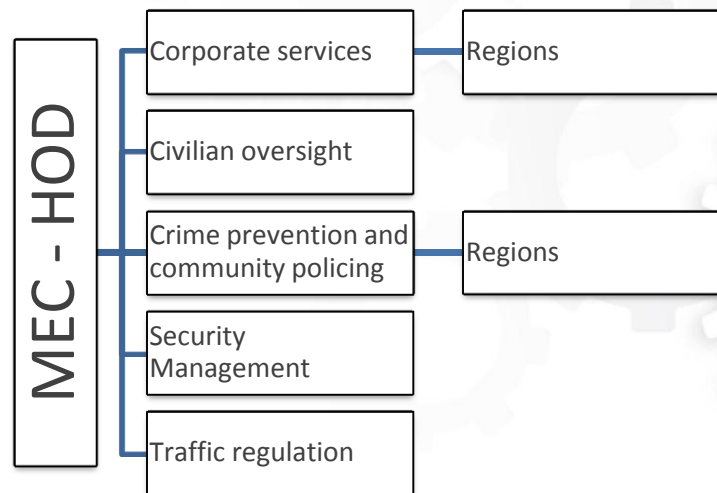 MEC - HOD
Corporate services
Regions
Civilian oversight
Crime prevention and
community policing
Regions
Security
Management
Traffic regulation